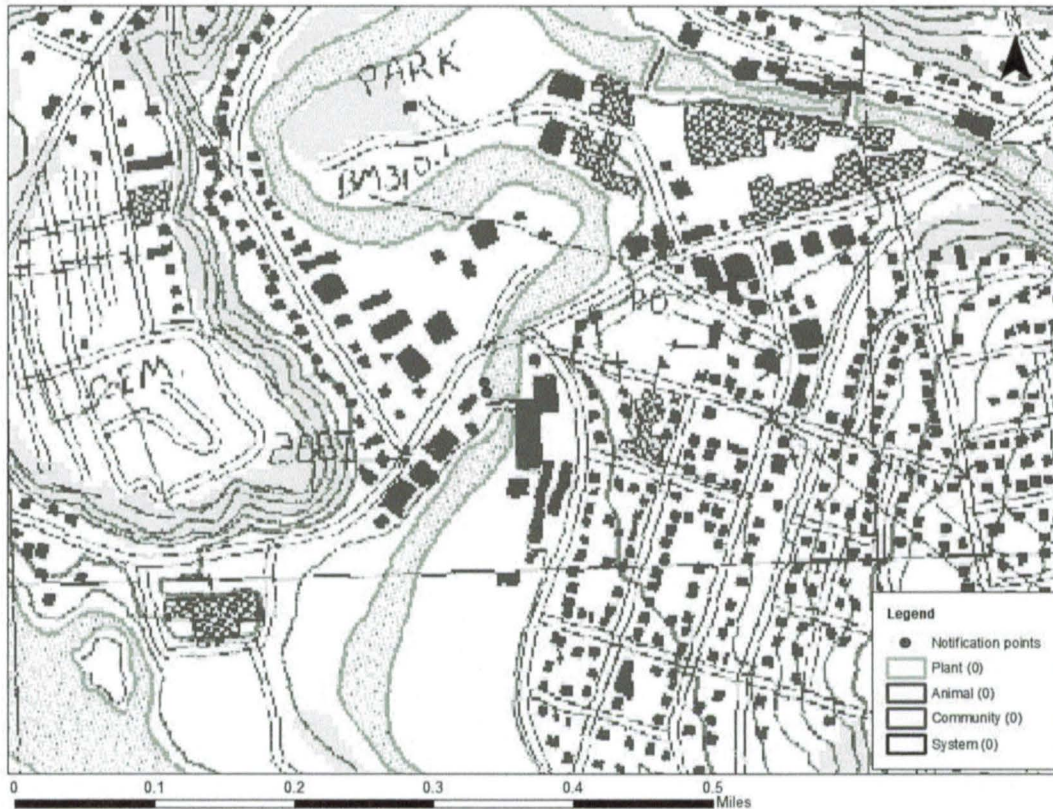 N
PARK
BM310.1
PO
CEM
Legend
Notification points
Plant (0)
Animal (0)
Community (0)
System (0)
0 0.1 0.2 0.3 0.4 0.5
Miles